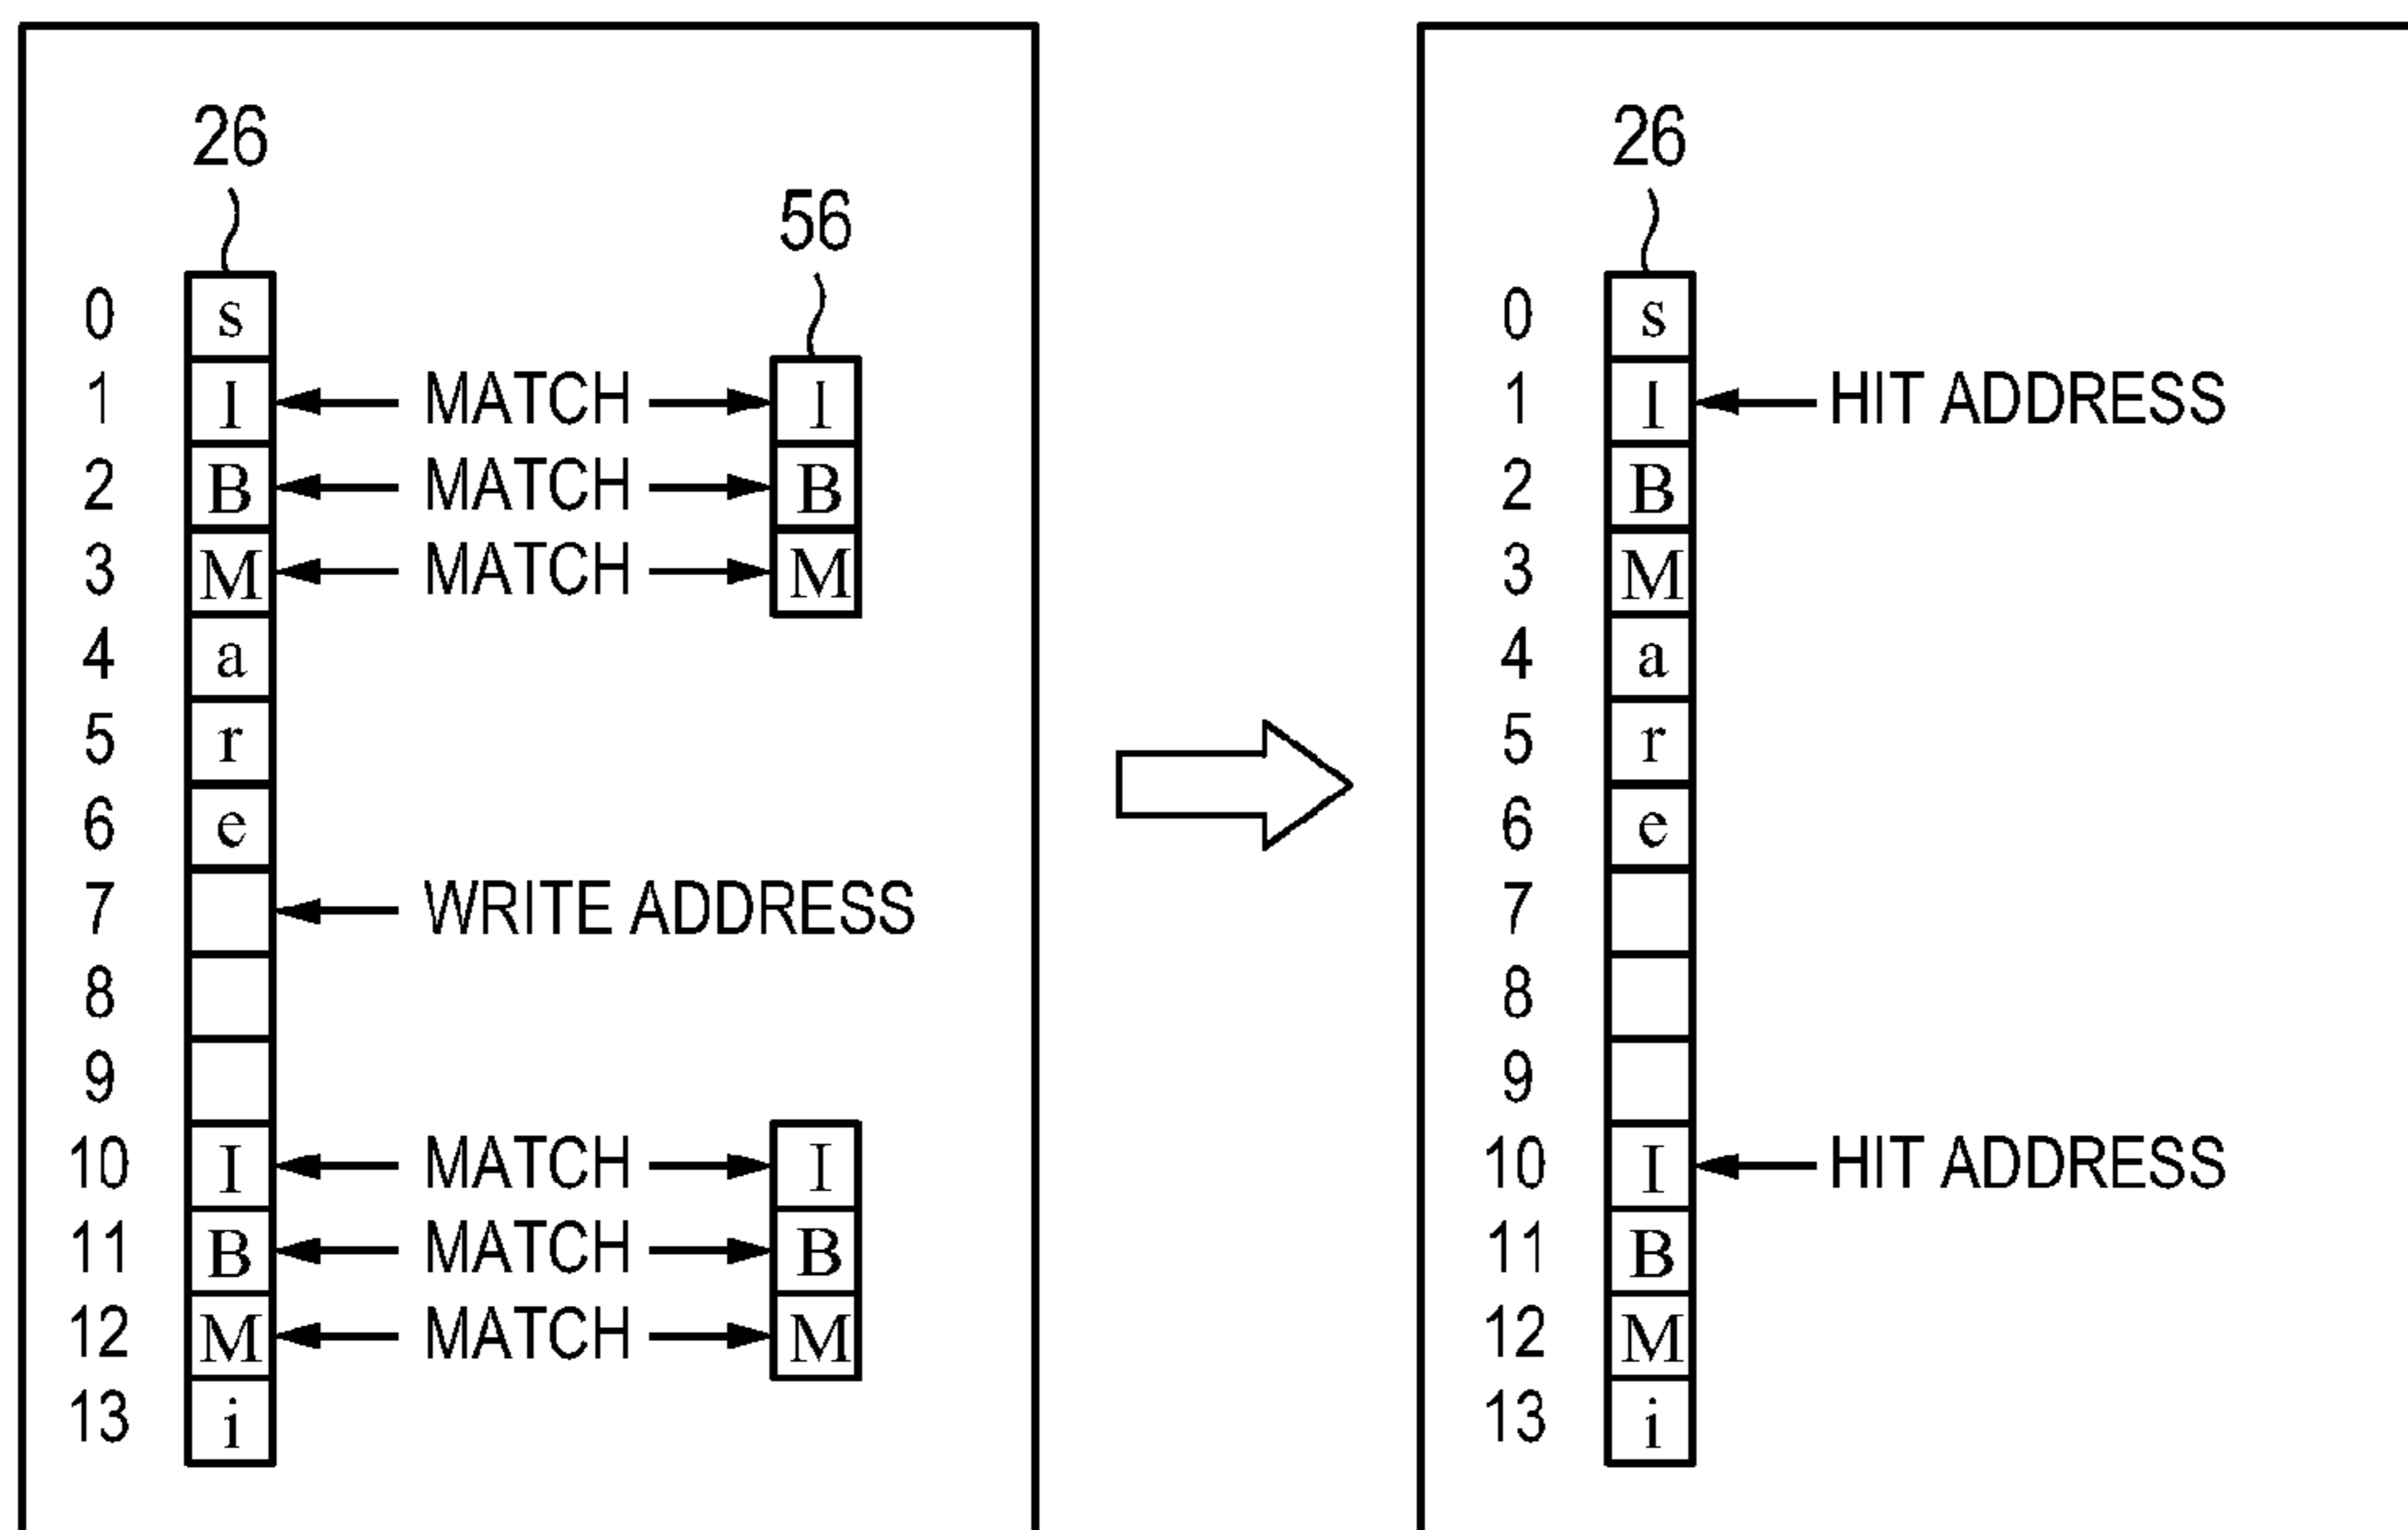 26
56
0 s
1 I MATCH I
2 B MATCH B
3 M MATCH M
4 a
5 r
6 e
7 WRITE ADDRESS
8
9
10 I MATCH I
11 B MATCH B
12 M MATCH M
13 i
26
0 s
1 I HIT ADDRESS
2 B
3 M
4 a
5 r
6 e
7
8
9
10 I HIT ADDRESS
11 B
12 M
13 i